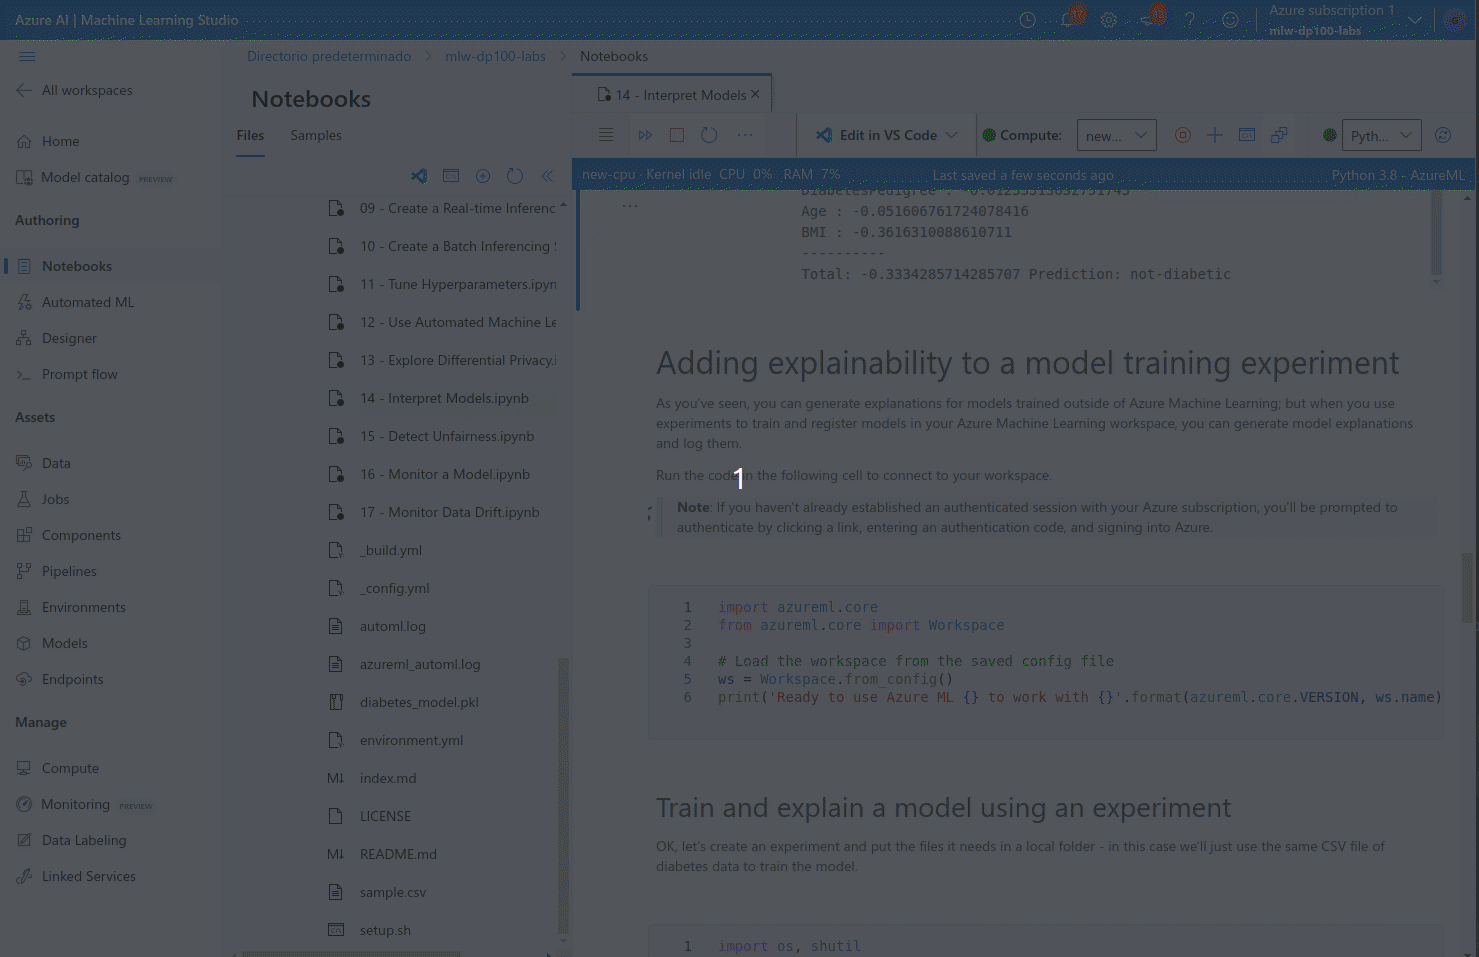 Azure AI | Machine Learning Studio
Azure subscription 1
mlw-dp100-labs
All workspaces
Home
Model catalog PREVIEW
Authoring
Notebooks
Automated ML
Designer
Prompt flow
Assets
Data
Jobs
Components
Pipelines
Environments
Models
Endpoints
Manage
Compute
Monitoring PREVIEW
Data Labeling
Linked Services
Directorio predeterminado > mlw-dp100-labs > Notebooks
Notebooks
Files Samples
09 - Create a Real-time Inferenc
10 - Create a Batch Inferencing
11 - Tune Hyperparameters.ipyn
12 - Use Automated Machine Le
13 - Explore Differential Privacy.i
14 - Interpret Models.ipynb
15 - Detect Unfairness.ipynb
16 - Monitor a Model.ipynb
17 - Monitor Data Drift.ipynb
_build.yml
_config.yml
automl.log
azureml_automl.log
diabetes_model.pkl
environment.yml
index.md
LICENSE
README.md
sample.csv
setup.sh
14 - Interpret Models
Edit in VS Code Compute: new... Pyth...
new-cpu · Kernel idle CPU 0% RAM 7% Last saved a few seconds ago Python 3.8 - AzureML
Age : -0.051606761724078416
BMI : -0.3616310088610711
----------
Total: -0.3334285714285707 Prediction: not-diabetic
Adding explainability to a model training experiment
As you've seen, you can generate explanations for models trained outside of Azure Machine Learning; but when you use
experiments to train and register models in your Azure Machine Learning workspace, you can generate model explanations
and log them.
Run the code in the following cell to connect to your workspace.
1
Note: If you haven't already established an authenticated session with your Azure subscription, you'll be prompted to
authenticate by clicking a link, entering an authentication code, and signing into Azure.
1 import azureml.core
2 from azureml.core import Workspace
3
4 # Load the workspace from the saved config file
5 ws = Workspace.from_config()
6 print('Ready to use Azure ML {} to work with {}'.format(azureml.core.VERSION, ws.name)
Train and explain a model using an experiment
OK, let's create an experiment and put the files it needs in a local folder - in this case we'll just use the same CSV file of
diabetes data to train the model.
1 import os, shutil